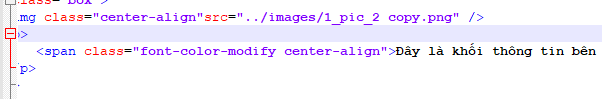 .lass="box">
.mg class="center-align"src="../images/1_pic_2 copy.png" />
>
<span class="font-color-modify center-align">Đây là khối thông tin bên
p>